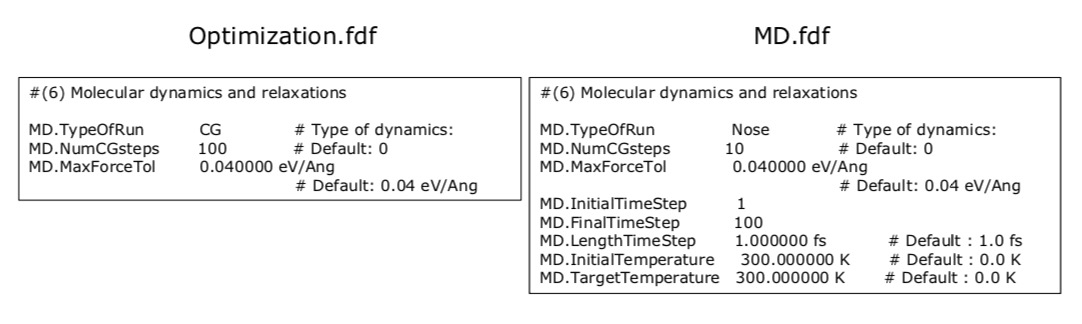 Optimization.fdf
#(6) Molecular dynamics and relaxations
MD.TypeOfRun CG # Type of dynamics:
MD.NumCGsteps 100 # Default: 0
MD.MaxForceTol 0.040000 eV/Ang
# Default: 0.04 eV/Ang
MD.fdf
#(6) Molecular dynamics and relaxations
MD.TypeOfRun Nose # Type of dynamics:
MD.NumCGsteps 10 # Default: 0
MD.MaxForceTol 0.040000 eV/Ang
# Default: 0.04 eV/Ang
MD.InitialTimeStep 1
MD.FinalTimeStep 100
MD.LengthTimeStep 1.000000 fs # Default : 1.0 fs
MD.InitialTemperature 300.000000 K # Default : 0.0 K
MD.TargetTemperature 300.000000 K # Default : 0.0 K